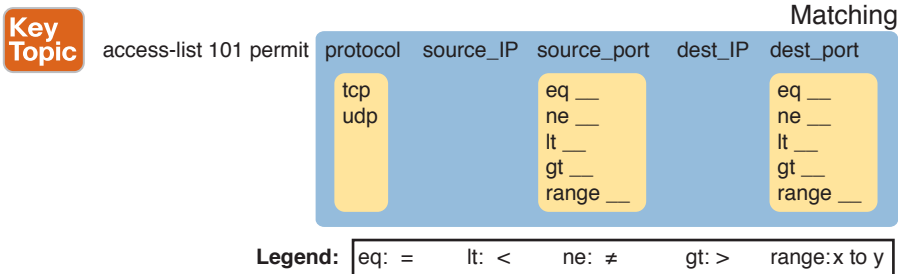 Key
Topic
Matching
access-list 101 permit protocol source_IP source_port dest_IP dest_port
tcp eq __ eq __
udp ne __ ne __
lt __ lt __
gt __ gt __
range __ range __
Legend: eq: = lt: < ne: ≠ gt: > range: x to y